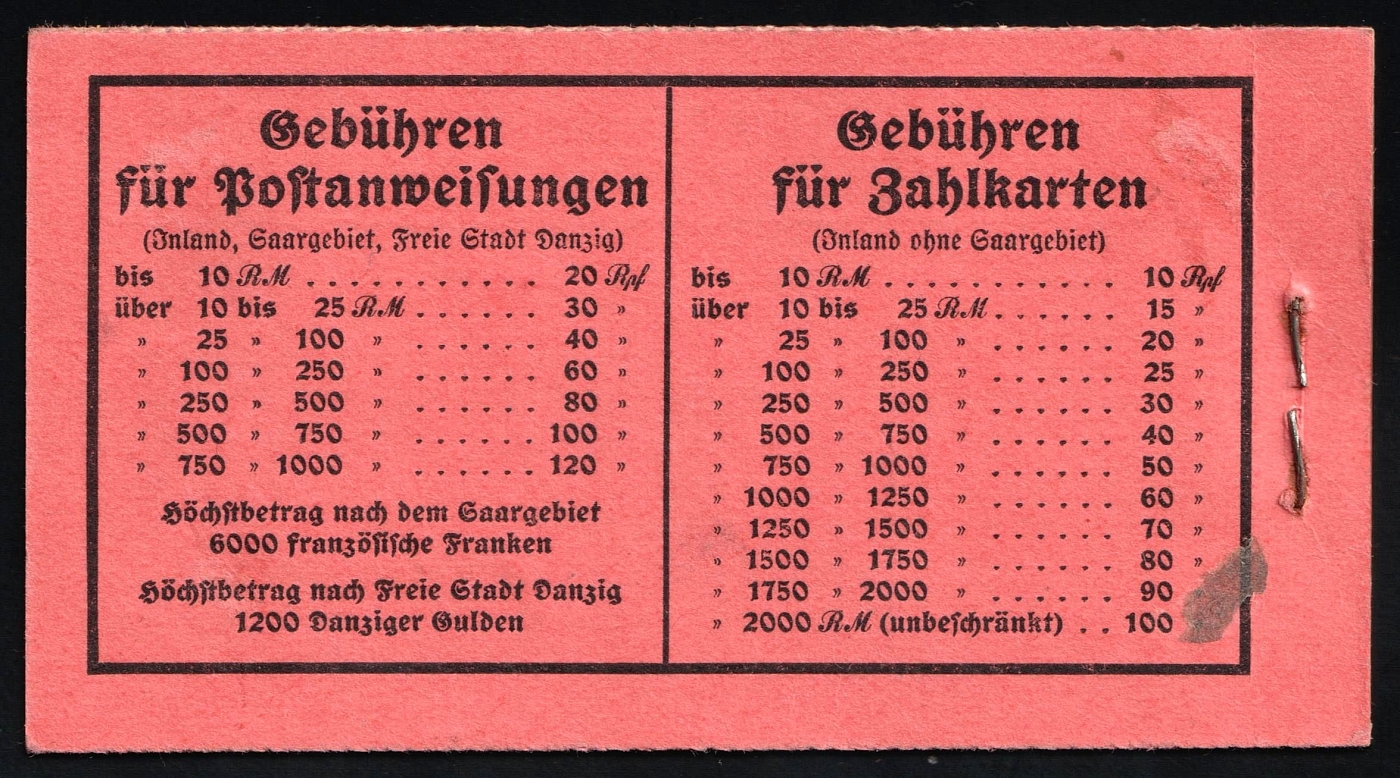 Gebühren
für Postanweisungen
(Inland, Saargebiet, Freie Stadt Danzig)
bis 10 RM . . . . . . . . . . . 20 Rpf
über 10 bis 25 RM . . . . . . 30 "
" 25 " 100 " . . . . . . 40 "
" 100 " 250 " . . . . . . 60 "
" 250 " 500 " . . . . . . 80 "
" 500 " 750 " . . . . . . 100 "
" 750 " 1000 " . . . . . . 120 "
Höchstbetrag nach dem Saargebiet
6000 französische Franken
Höchstbetrag nach Freie Stadt Danzig
1200 Danziger Gulden
Gebühren
für Zahlkarten
(Inland ohne Saargebiet)
bis 10 RM . . . . . . . . . . . 10 Rpf
über 10 bis 25 RM . . . . . . 15 "
" 25 " 100 " . . . . . . 20 "
" 100 " 250 " . . . . . . 25 "
" 250 " 500 " . . . . . . 30 "
" 500 " 750 " . . . . . . 40 "
" 750 " 1000 " . . . . . . 50 "
" 1000 " 1250 " . . . . . . 60 "
" 1250 " 1500 " . . . . . . 70 "
" 1500 " 1750 " . . . . . . 80 "
" 1750 " 2000 " . . . . . . 90
" 2000 RM (unbeschränkt) . . 100